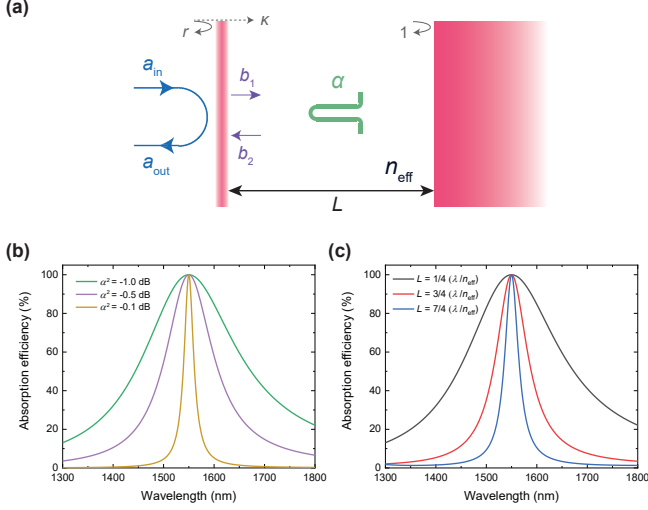 (a)
κ
r
1
a_in
b₁
α
b₂
a_out
n_eff
L
(b)
α² = -1.0 dB
α² = -0.5 dB
α² = -0.1 dB
Absorption efficiency (%)
100
80
60
40
20
0
1300 1400 1500 1600 1700 1800
Wavelength (nm)
(c)
L = 1/4 (λ/n_eff)
L = 3/4 (λ/n_eff)
L = 7/4 (λ/n_eff)
Absorption efficiency (%)
100
80
60
40
20
0
1300 1400 1500 1600 1700 1800
Wavelength (nm)